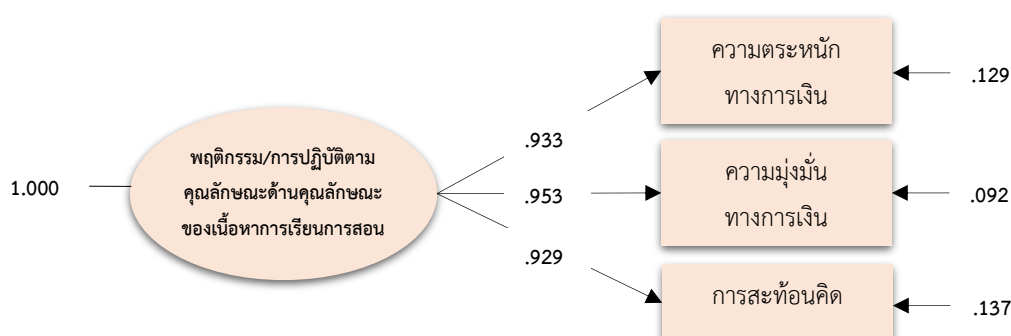 ความตระหนัก
ทางการเงิน
.129
.933
พฤติกรรม/การปฏิบัติตาม
คุณลักษณะด้านคุณลักษณะ
ของเนื้อหาการเรียนการสอน
1.000
.953
ความมุ่งมั่น
ทางการเงิน
.092
.929
การสะท้อนคิด
.137